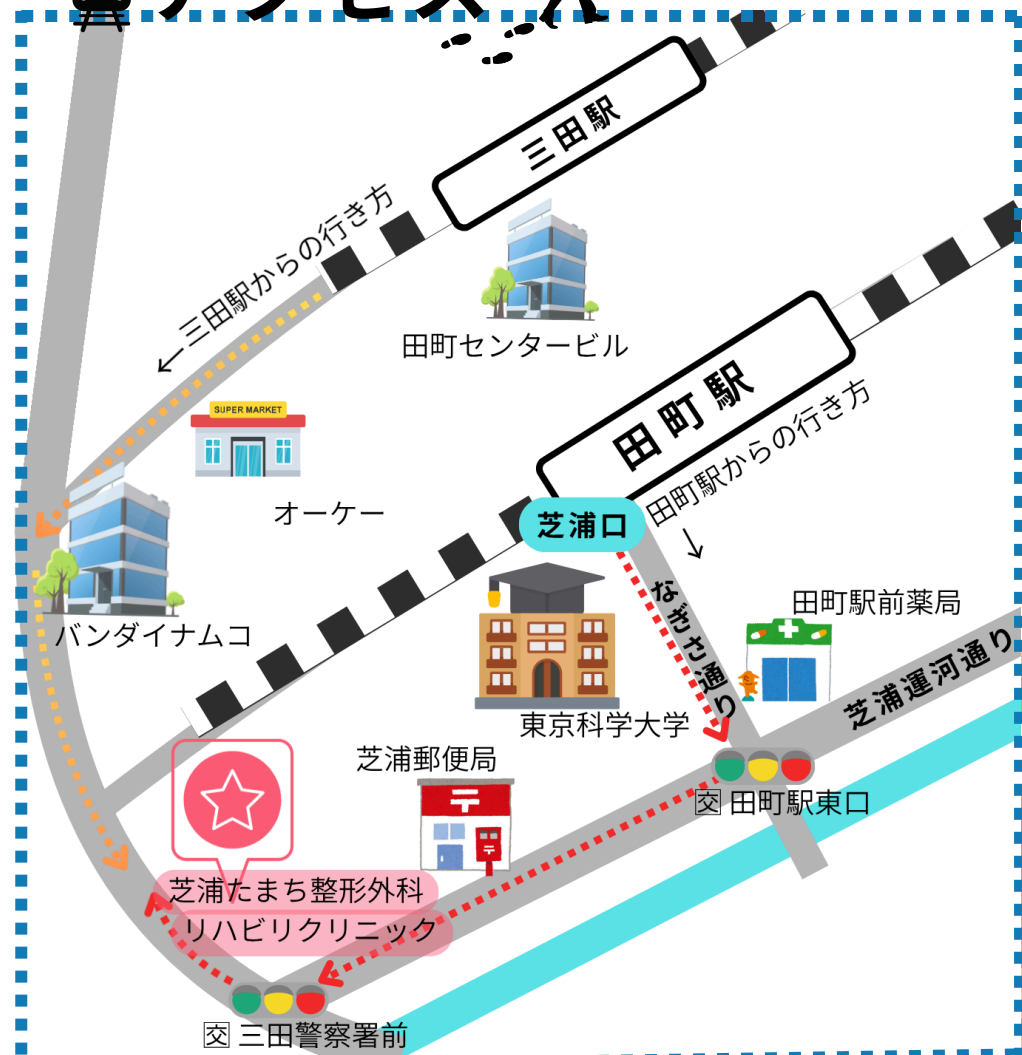 アクセス
三田駅
三田駅からの行き方
田町センタービル
田町駅
田町駅からの行き方
SUPER MARKET
オーケー
芝浦口
バンダイナムコ
なぎさ通り
田町駅前薬局
芝浦運河通り
東京科学大学
芝浦郵便局
〒
〒
交 田町駅東口
芝浦たまち整形外科
リハビリクリニック
交 三田警察署前